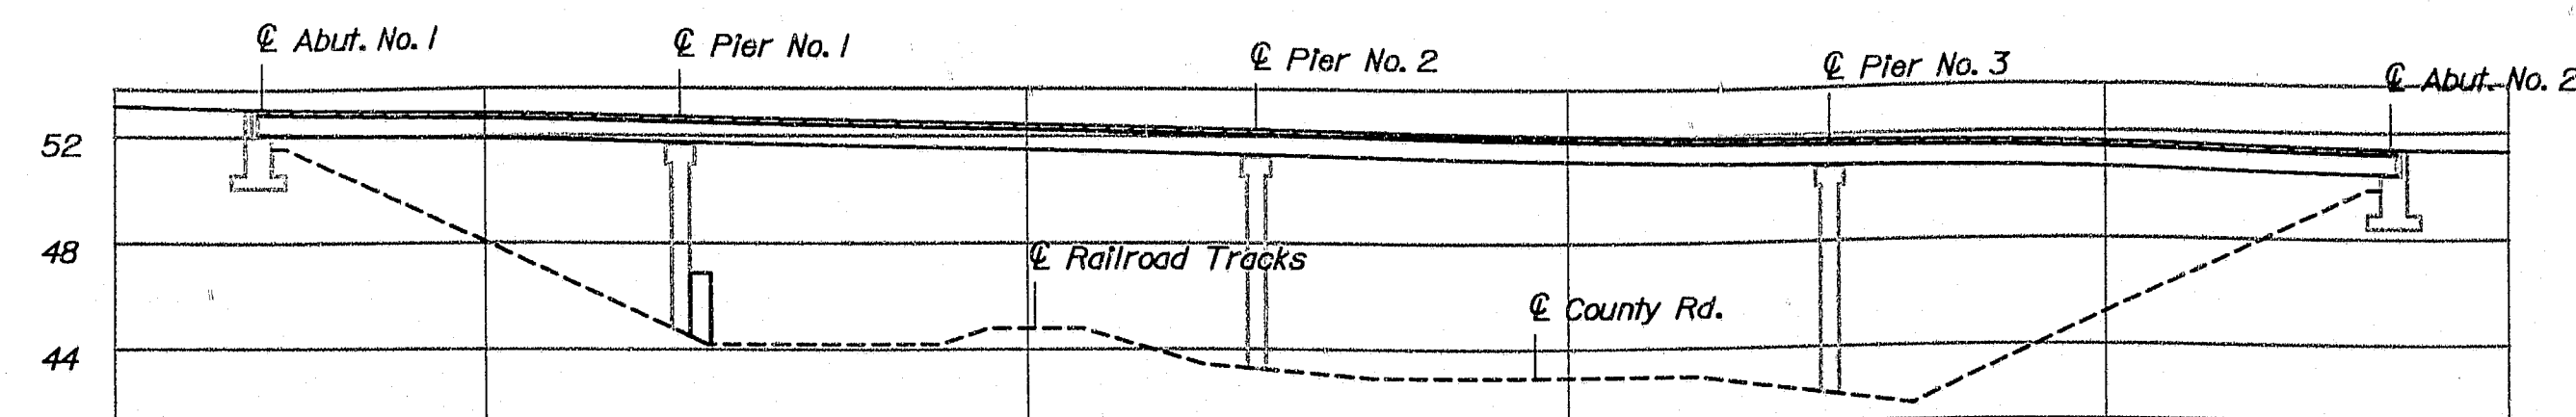 ℄ Abut. No. 1
℄ Pier No. 1
℄ Pier No. 2
℄ Pier No. 3
℄ Abut. No. 2
52
48
℄ Railroad Tracks
℄ County Rd.
44